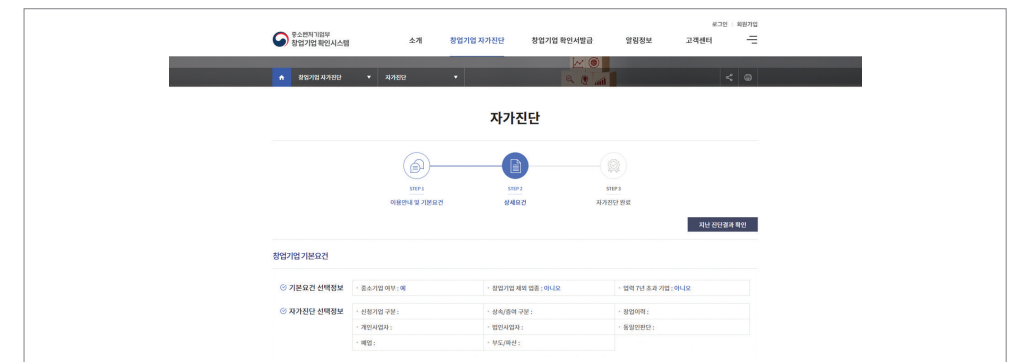 로그인 회원가입
중소벤처기업부
창업기업 확인시스템
소개 창업기업 자가진단 창업기업 확인서발급 알림정보 고객센터
창업기업 자가진단 ▼ 자가진단 ▼
자가진단
STEP 1 STEP 2 STEP 3
이용안내 및 기본요건 상세요건 자가진단 완료
지난 진단결과 확인
창업기업 기본요건
기본요건 선택정보 · 중소기업 여부 : 예 · 창업기업 제외 업종 : 아니오 · 업력 7년 초과 기업 : 아니오
자가진단 선택정보 · 신청기업 구분 : · 상속/증여 구분 : · 창업이력 :
· 개인사업자 : · 법인사업자 : · 동일인판단 :
· 폐업 : · 부도/파산 :